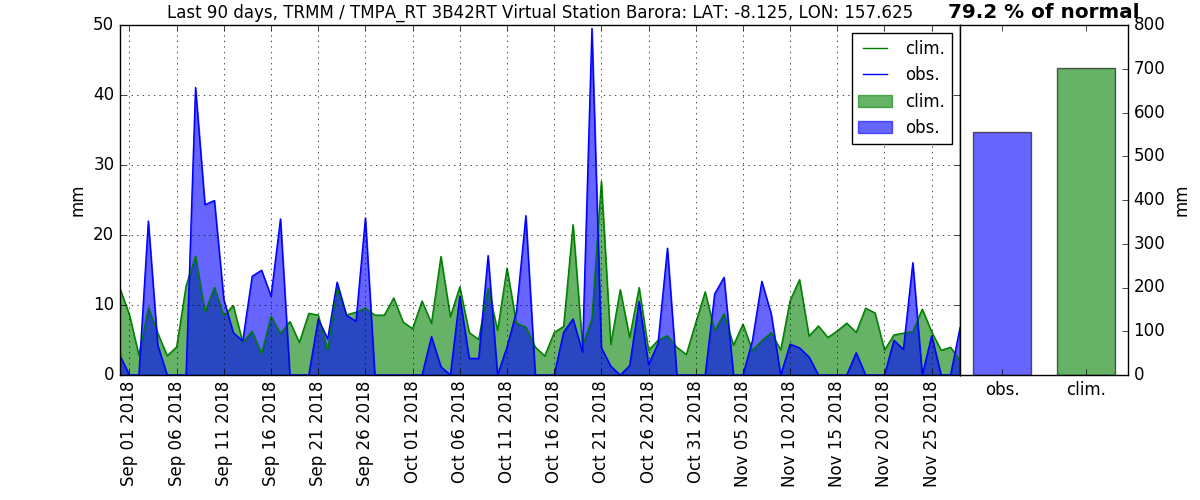 Last 90 days, TRMM / TMPA_RT 3B42RT Virtual Station Barora: LAT: -8.125, LON: 157.625
79.2 % of normal
50
40
30
20
10
0
mm
clim.
obs.
clim.
obs.
800
700
600
500
400
300
200
100
0
mm
obs.
clim.
Sep 01 2018
Sep 06 2018
Sep 11 2018
Sep 16 2018
Sep 21 2018
Sep 26 2018
Oct 01 2018
Oct 06 2018
Oct 11 2018
Oct 16 2018
Oct 21 2018
Oct 26 2018
Oct 31 2018
Nov 05 2018
Nov 10 2018
Nov 15 2018
Nov 20 2018
Nov 25 2018